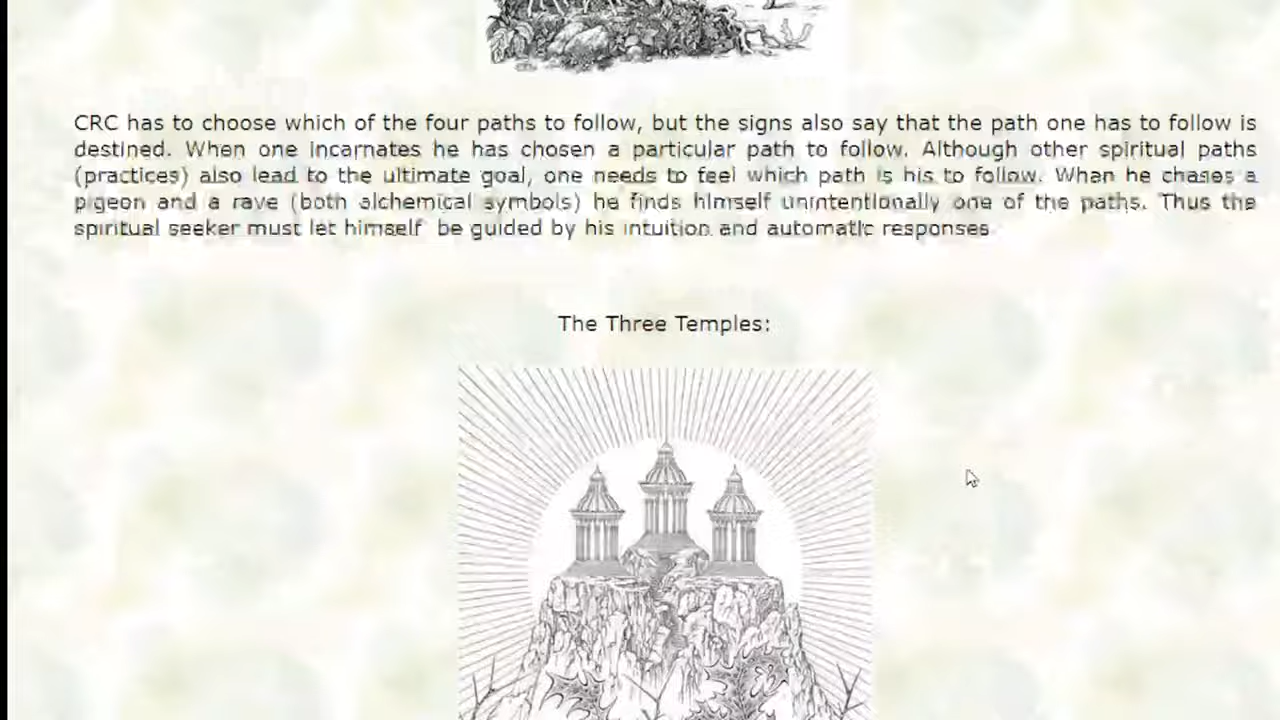 CRC has to choose which of the four paths to follow, but the signs also say that the path one has to follow is
destined. When one incarnates he has chosen a particular path to follow. Although other spiritual paths
(practices) also lead to the ultimate goal, one needs to feel which path is his to follow. When he chases a
pigeon and a rave (both alchemical symbols) he finds himself unintentionally one of the paths. Thus the
spiritual seeker must let himself be guided by his intuition and automatic responses
The Three Temples: